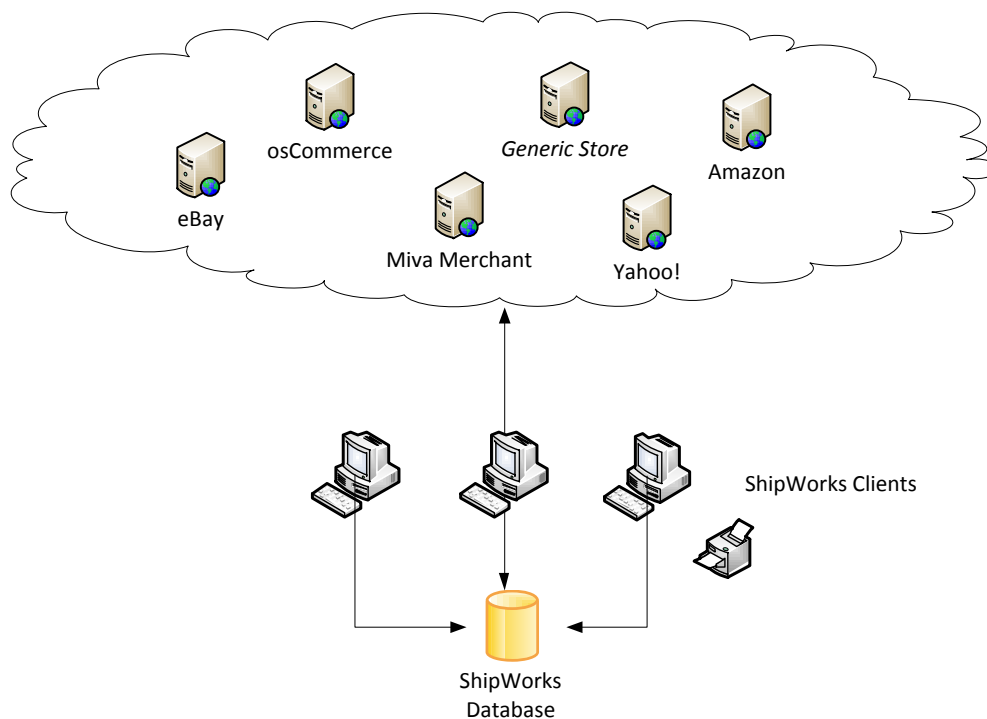 osCommerce
Generic Store
Amazon
eBay
Miva Merchant
Yahoo!
ShipWorks Clients
ShipWorks
Database